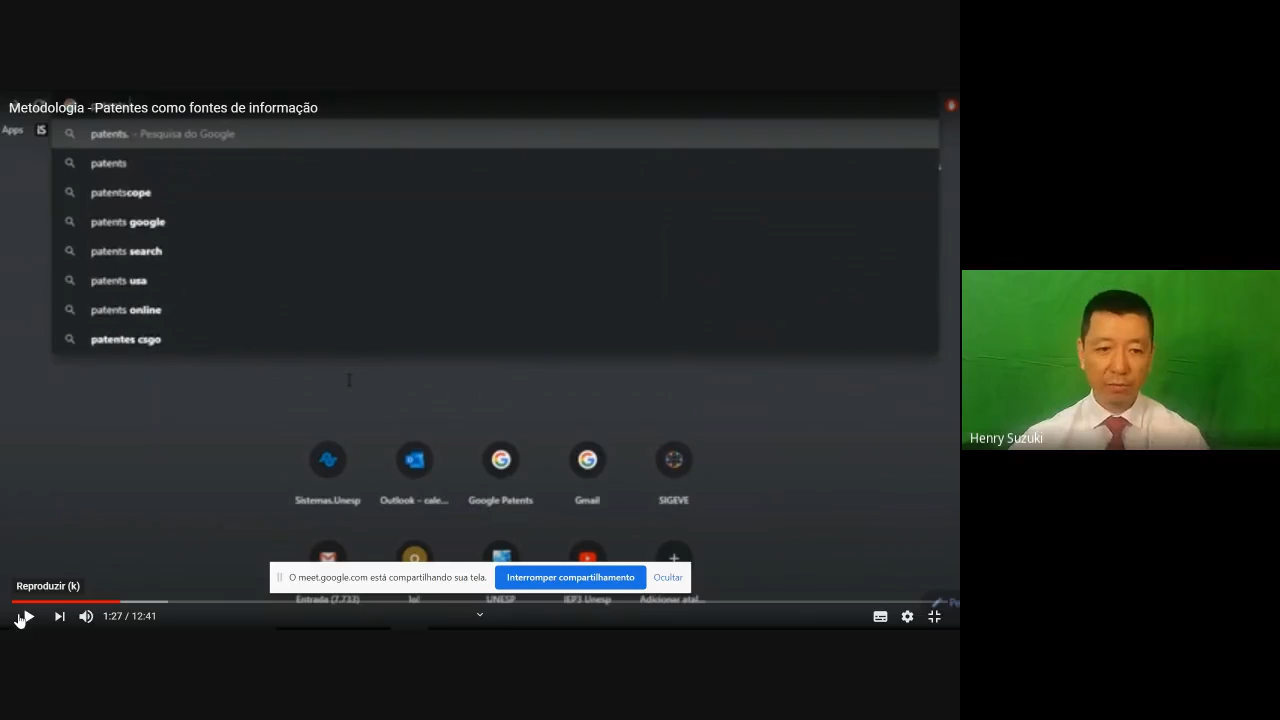 Metodologia - Patentes como fontes de informação
Apps
patents. - Pesquisa do Google
patents
patentscope
patents google
patents search
patents usa
patents online
patentes csgo
Sistemas.Unesp
Outlook – cale...
Google Patents
Gmail
SIGEVE
O meet.google.com está compartilhando sua tela.
Interromper compartilhamento
Ocultar
Reproduzir (k)
Entrada (7.733)
lol
UNESP
IEP3 Unesp
Adicionar atal...
1:27 / 12:41
Henry Suzuki